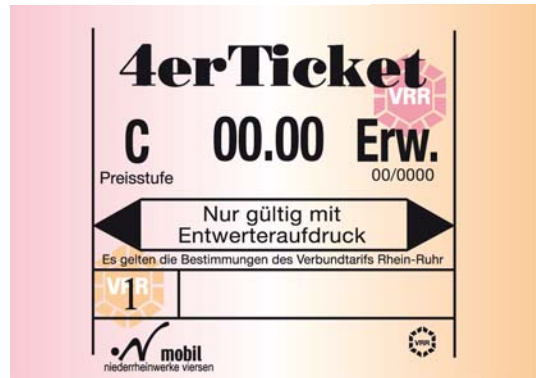 4erTicket
VRR
C 00.00 Erw.
Preisstufe 00/0000
Nur gültig mit
Entwerteraufdruck
Es gelten die Bestimmungen des Verbundtarifs Rhein-Ruhr
VRR
1
N mobil
niederrheinwerke viersen
VRR